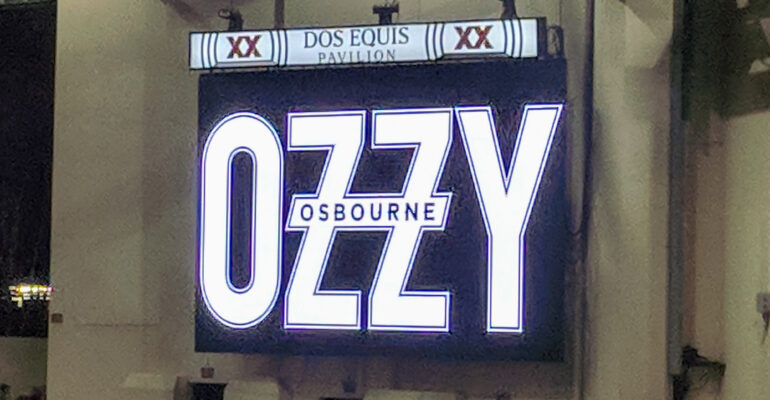 XX DOS EQUIS XX
PAVILION
OZZY
OSBOURNE